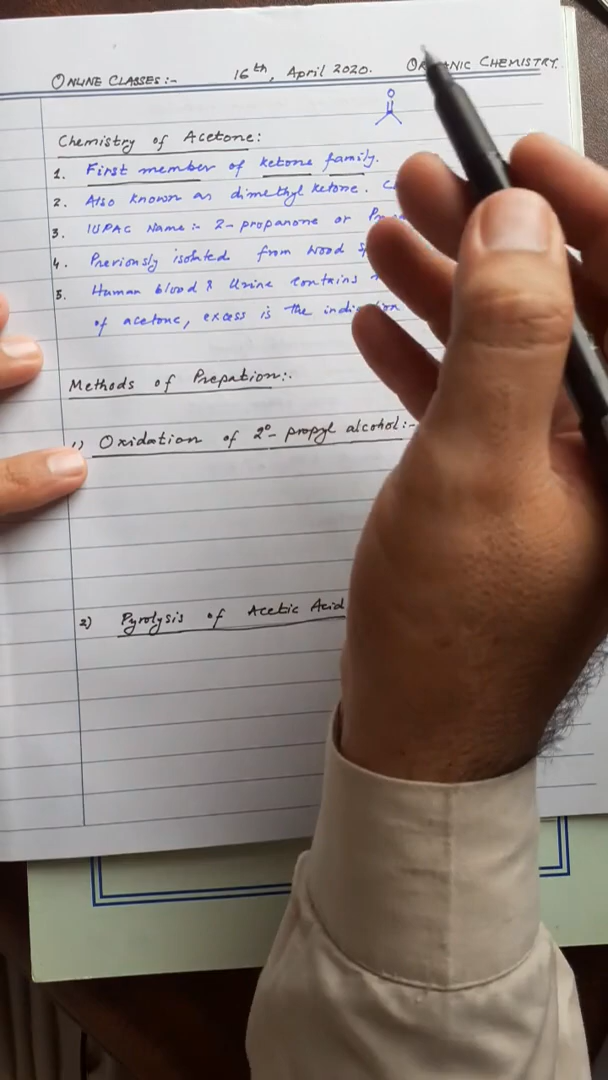 ONLINE CLASSES:- 16th, April 2020. ORGANIC CHEMISTRY.
O
Chemistry of Acetone:
1. First member of ketone family.
2. Also known as dimethyl ketone.
3. IUPAC Name:- 2-propanone or
4. Previously isolated from wood
5. Human blood & Urine contains
of acetone, excess is the
Methods of Prepation:-
1) Oxidation of 2°- propyl alcohol:-
2) Pyrolysis of Acetic Acid